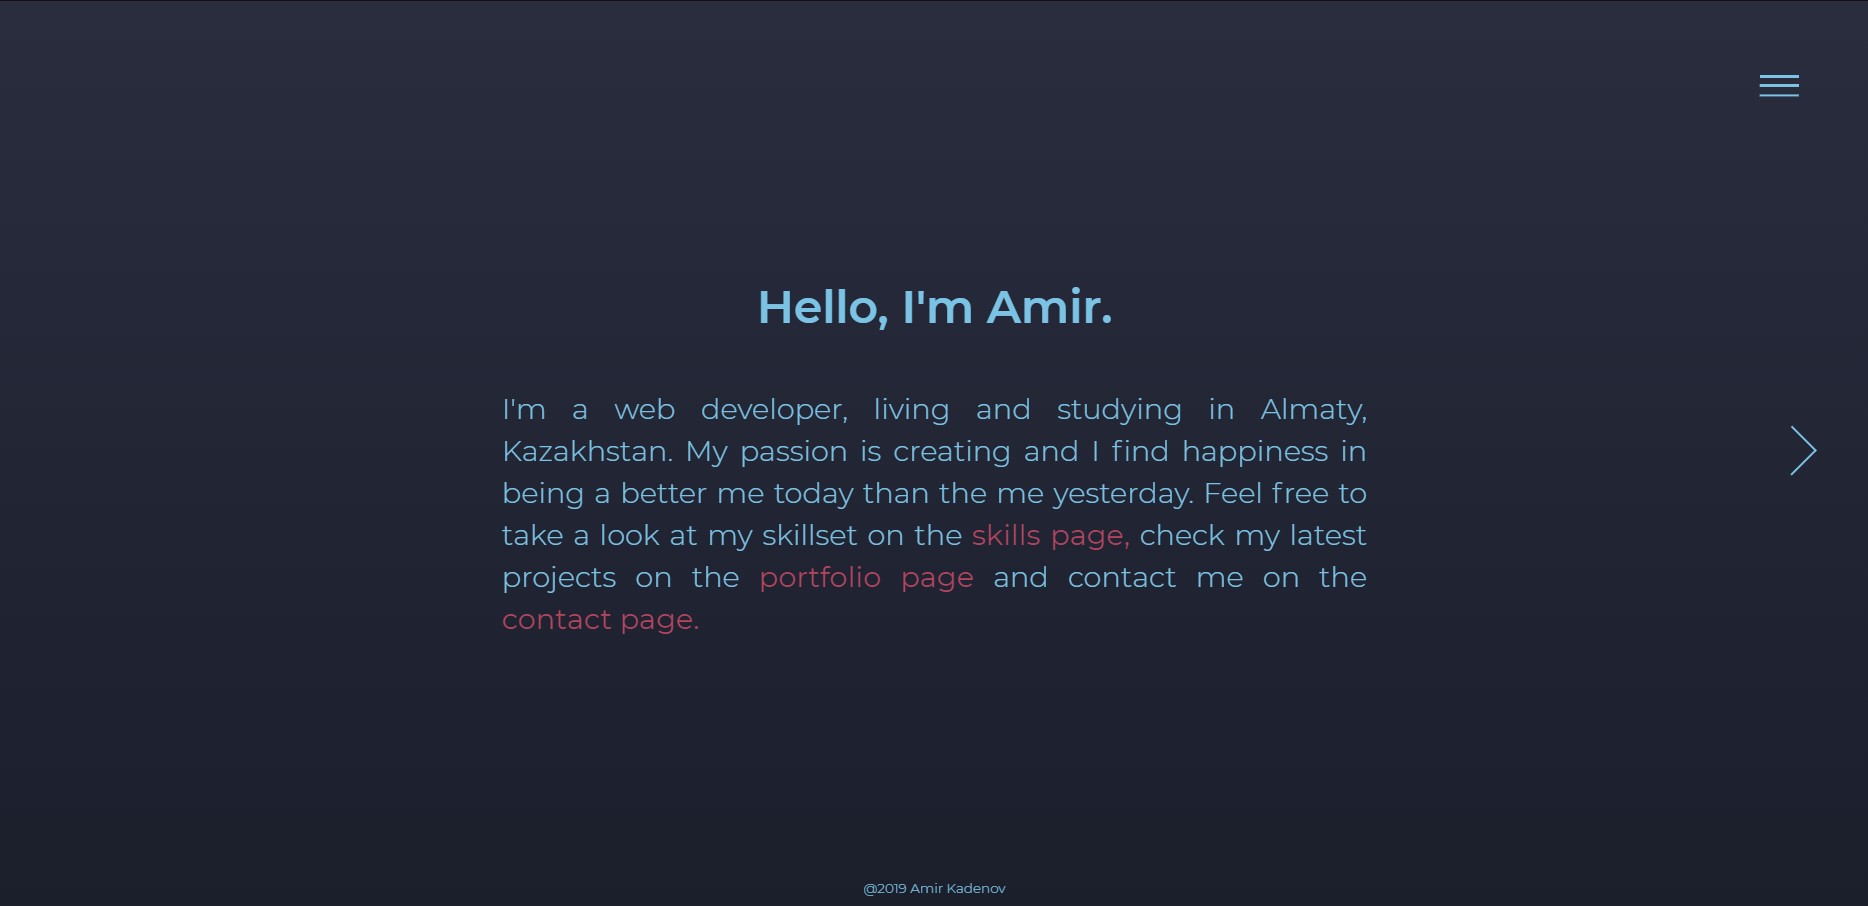 Hello, I'm Amir.
I'm a web developer, living and studying in Almaty,
Kazakhstan. My passion is creating and I find happiness in
being a better me today than the me yesterday. Feel free to
take a look at my skillset on the skills page, check my latest
projects on the portfolio page and contact me on the
contact page.
@2019 Amir Kadenov